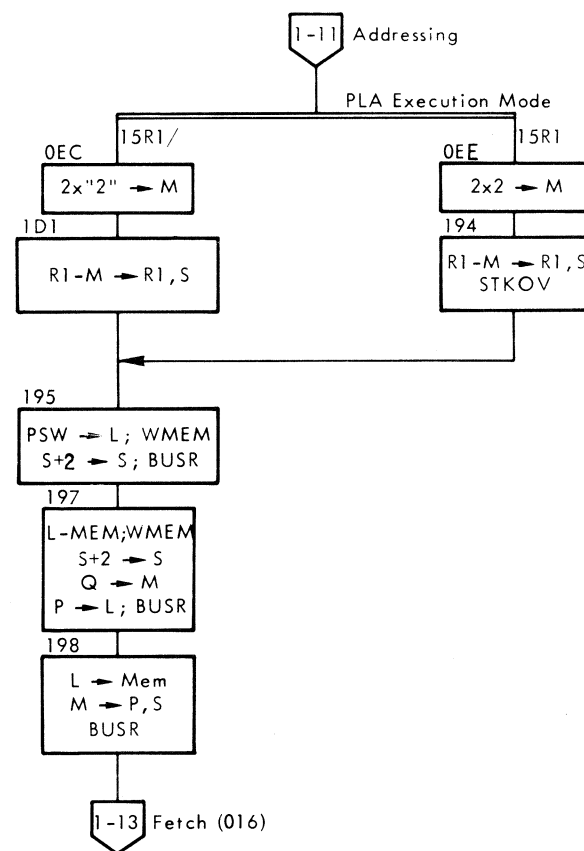 1-11 Addressing
PLA Execution Mode
15R1/
15R1
0EC
2x"2" → M
0EE
2x2 → M
1D1
R1-M → R1,S
194
R1-M → R1,S
STKOV
195
PSW → L; WMEM
S+2 → S; BUSR
197
L-MEM;WMEM
S+2 → S
Q → M
P → L; BUSR
198
L → Mem
M → P,S
BUSR
1-13 Fetch (016)